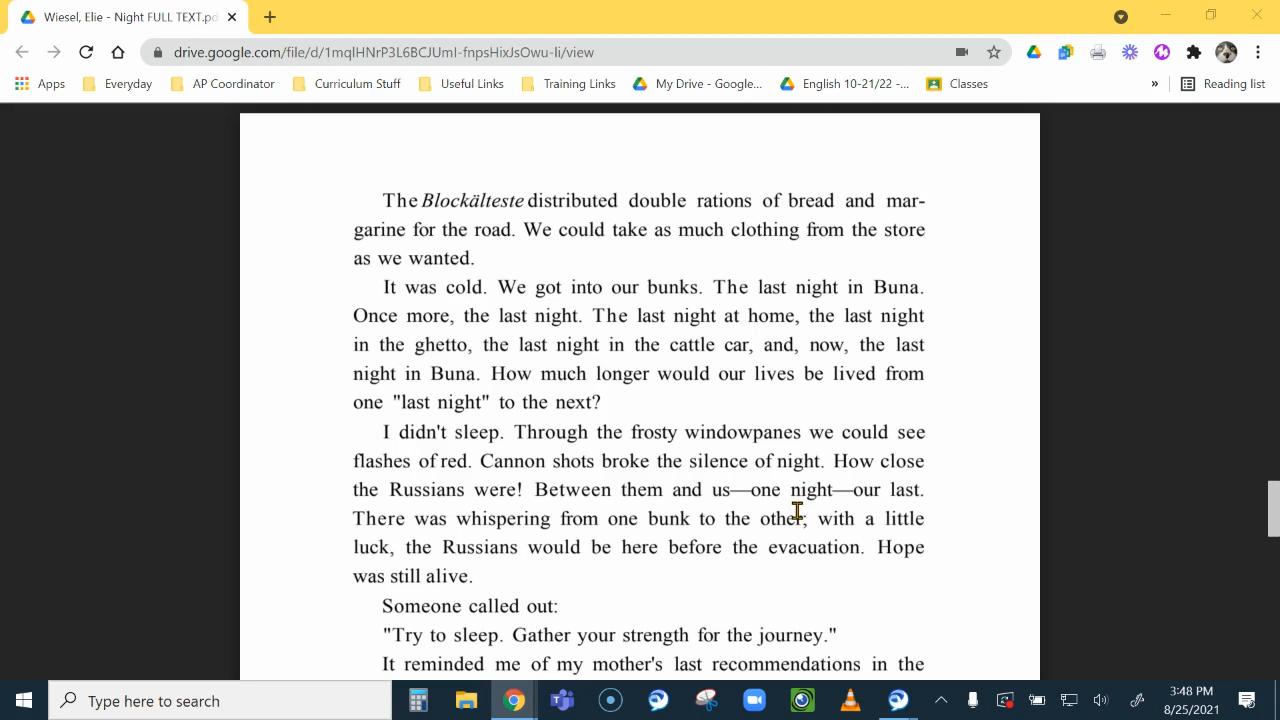 Wiesel, Elie - Night FULL TEXT.pd
drive.google.com/file/d/1mqIHNrP3L6BCJUmI-fnpsHixJsOwu-li/view
Apps Everyday AP Coordinator Curriculum Stuff Useful Links Training Links My Drive - Google... English 10-21/22 -... Classes » Reading list
The Blockälteste distributed double rations of bread and mar-
garine for the road. We could take as much clothing from the store
as we wanted.
It was cold. We got into our bunks. The last night in Buna.
Once more, the last night. The last night at home, the last night
in the ghetto, the last night in the cattle car, and, now, the last
night in Buna. How much longer would our lives be lived from
one "last night" to the next?
I didn't sleep. Through the frosty windowpanes we could see
flashes of red. Cannon shots broke the silence of night. How close
the Russians were! Between them and us—one night—our last.
There was whispering from one bunk to the other; with a little
luck, the Russians would be here before the evacuation. Hope
was still alive.
Someone called out:
"Try to sleep. Gather your strength for the journey."
It reminded me of my mother's last recommendations in the
Type here to search
3:48 PM
8/25/2021